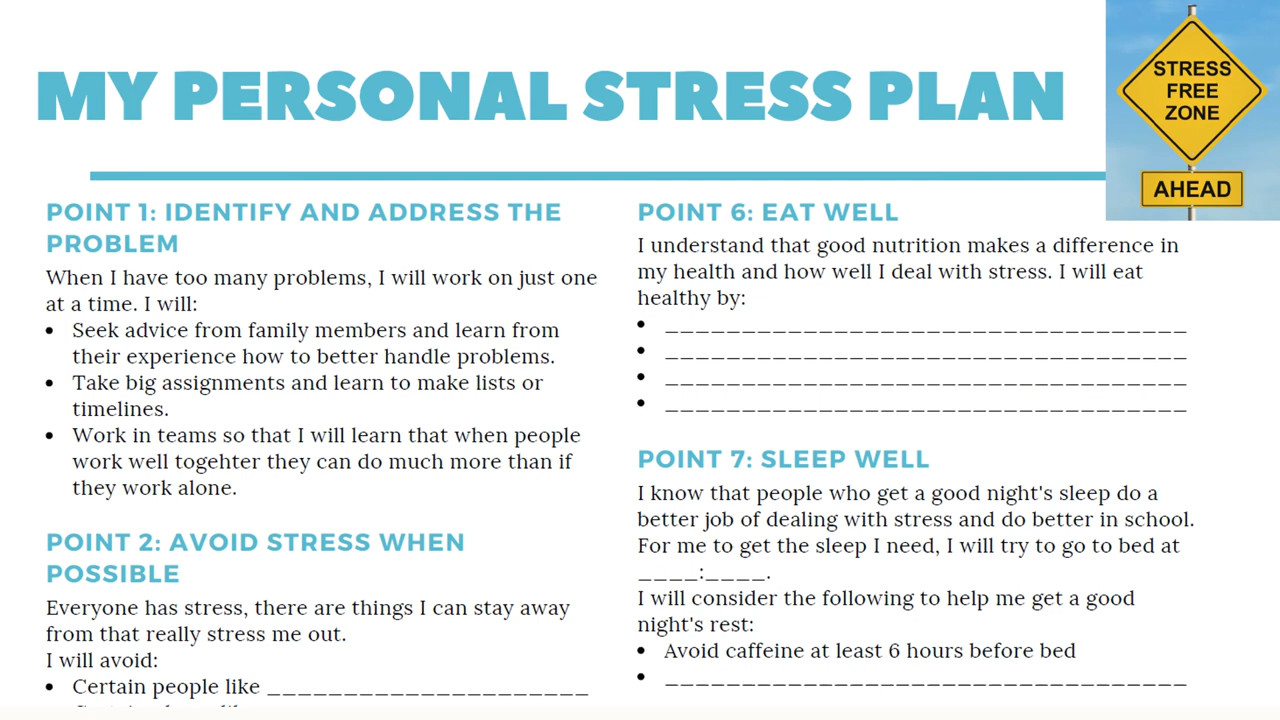 MY PERSONAL STRESS PLAN
STRESS
FREE
ZONE
AHEAD
POINT 1: IDENTIFY AND ADDRESS THE
PROBLEM
When I have too many problems, I will work on just one
at a time. I will:
• Seek advice from family members and learn from
their experience how to better handle problems.
• Take big assignments and learn to make lists or
timelines.
• Work in teams so that I will learn that when people
work well togehter they can do much more than if
they work alone.
POINT 2: AVOID STRESS WHEN
POSSIBLE
Everyone has stress, there are things I can stay away
from that really stress me out.
I will avoid:
• Certain people like _____________________
POINT 6: EAT WELL
I understand that good nutrition makes a difference in
my health and how well I deal with stress. I will eat
healthy by:
• __________________________________
• __________________________________
• __________________________________
• __________________________________
POINT 7: SLEEP WELL
I know that people who get a good night's sleep do a
better job of dealing with stress and do better in school.
For me to get the sleep I need, I will try to go to bed at
____:____.
I will consider the following to help me get a good
night's rest:
• Avoid caffeine at least 6 hours before bed
• __________________________________